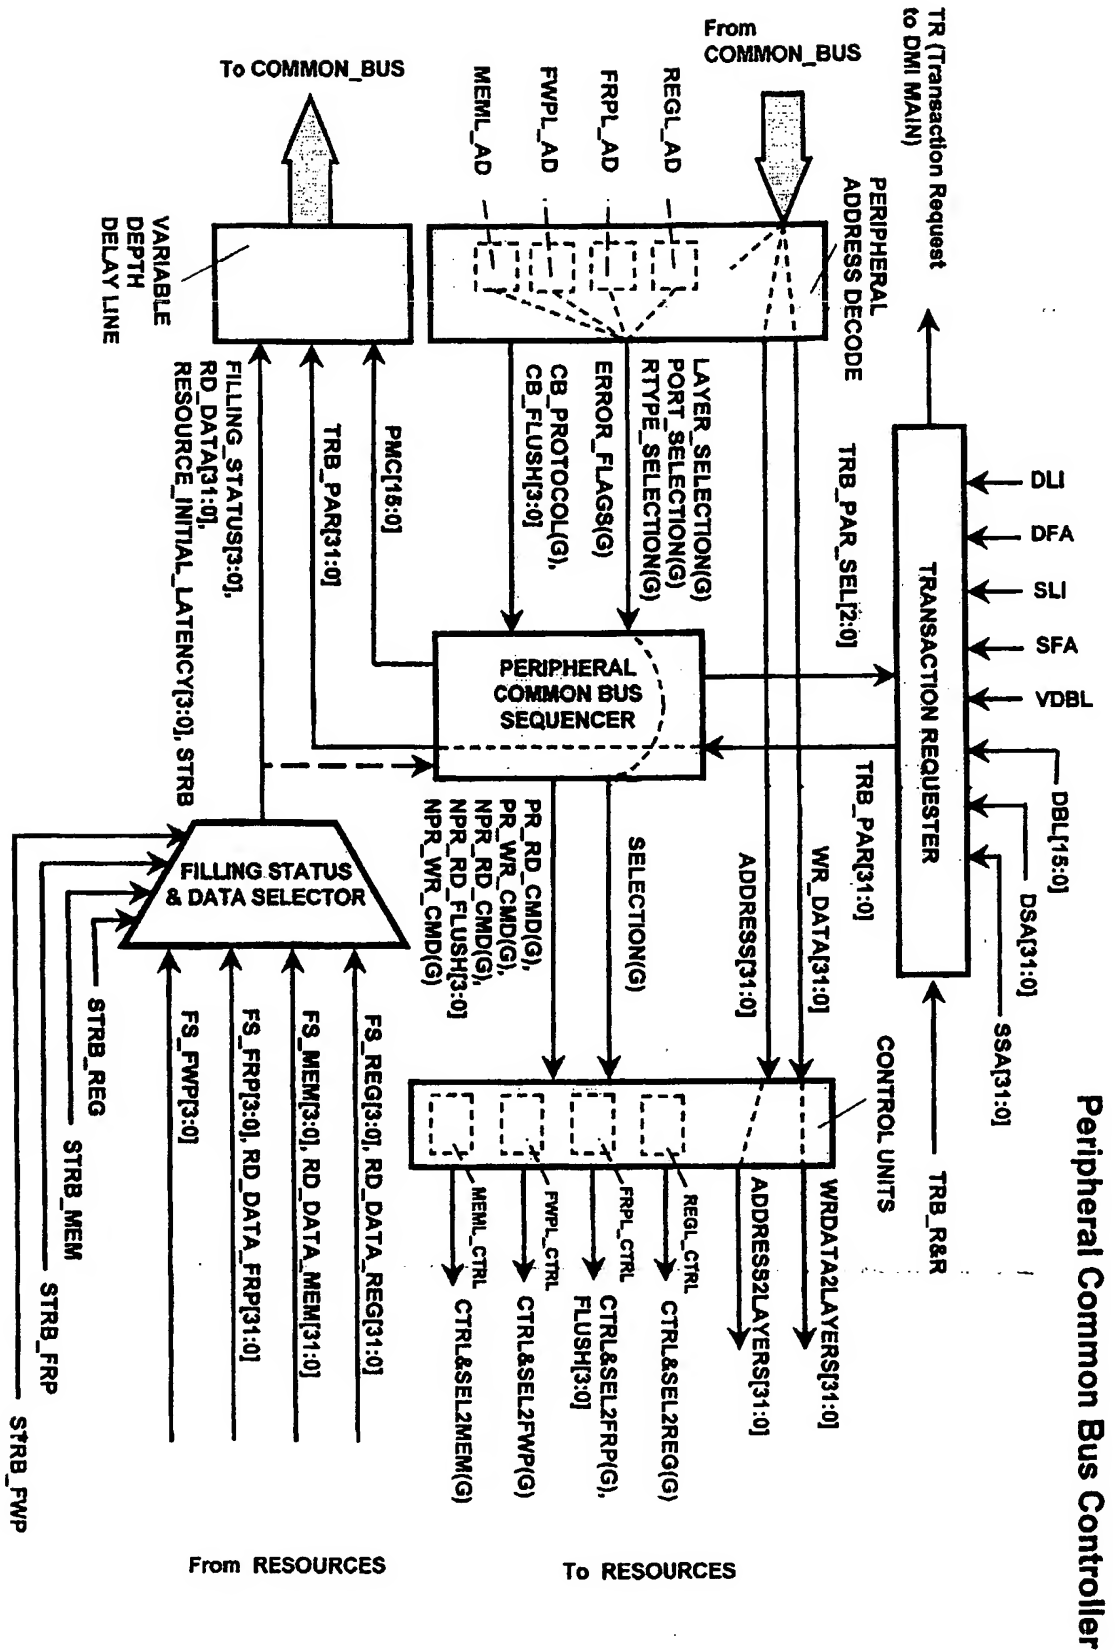 Peripheral Common Bus Controller
TR (Transaction Request
to DMI MAIN)
From
COMMON_BUS
To COMMON_BUS
REGL_AD
FRPL_AD
FWPL_AD
MEML_AD
PERIPHERAL
ADDRESS DECODE
VARIABLE
DEPTH
DELAY LINE
DLI
DFA
SLI
SFA
VDBL
DBL[15:0]
DSA[31:0]
SSA[31:0]
TRANSACTION REQUESTER
TRB_R&R
TRB_PAR_SEL[2:0]
TRB_PAR[31:0]
LAYER_SELECTION(G)
PORT_SELECTION(G)
RTYPE_SELECTION(G)
ERROR_FLAGS(G)
CB_PROTOCOL(G),
CB_FLUSH[3:0]
PMC[15:0]
TRB_PAR[31:0]
FILLING_STATUS[3:0],
RD_DATA[31:0],
RESOURCE_INITIAL_LATENCY[3:0], STRB
PERIPHERAL
COMMON BUS
SEQUENCER
WR_DATA[31:0]
ADDRESS[31:0]
SELECTION(G)
PR_RD_CMD(G),
PR_WR_CMD(G),
NPR_RD_CMD(G),
NPR_RD_FLUSH[3:0]
NPR_WR_CMD(G)
FILLING STATUS
& DATA SELECTOR
CONTROL UNITS
REGL_CTRL
FRPL_CTRL
FWPL_CTRL
MEML_CTRL
WRDATA2LAYERS[31:0]
ADDRESS2LAYERS[31:0]
CTRL&SEL2REG(G)
CTRL&SEL2FRP(G),
FLUSH[3:0]
CTRL&SEL2FWP(G)
CTRL&SEL2MEM(G)
FS_REG[3:0], RD_DATA_REG[31:0]
FS_MEM[3:0], RD_DATA_MEM[31:0]
FS_FRP[3:0], RD_DATA_FRP[31:0]
FS_FWP[3:0]
STRB_REG
STRB_MEM
STRB_FRP
STRB_FWP
From RESOURCES
To RESOURCES